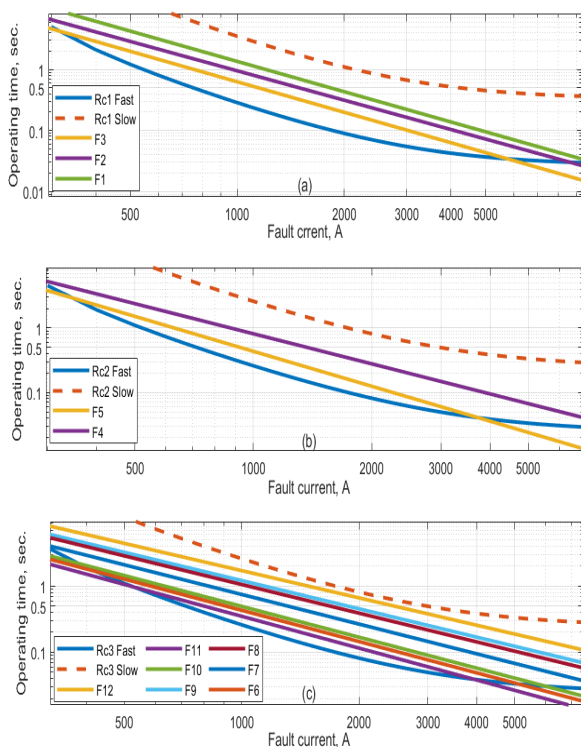 Operating time, sec.
1
0.5
0.1
0.01
Rc1 Fast
Rc1 Slow
F3
F2
F1
(a)
500 1000 2000 3000 4000 5000
Fault crrent, A
Operating time, sec.
1
0.5
0.1
Rc2 Fast
Rc2 Slow
F5
F4
(b)
500 1000 2000 3000 4000 5000
Fault current, A
Operating time, sec.
1
0.5
0.1
Rc3 Fast F11 F8
Rc3 Slow F10 F7
F12 F9 F6
(c)
500 1000 2000 3000 4000 5000
Fault current, A